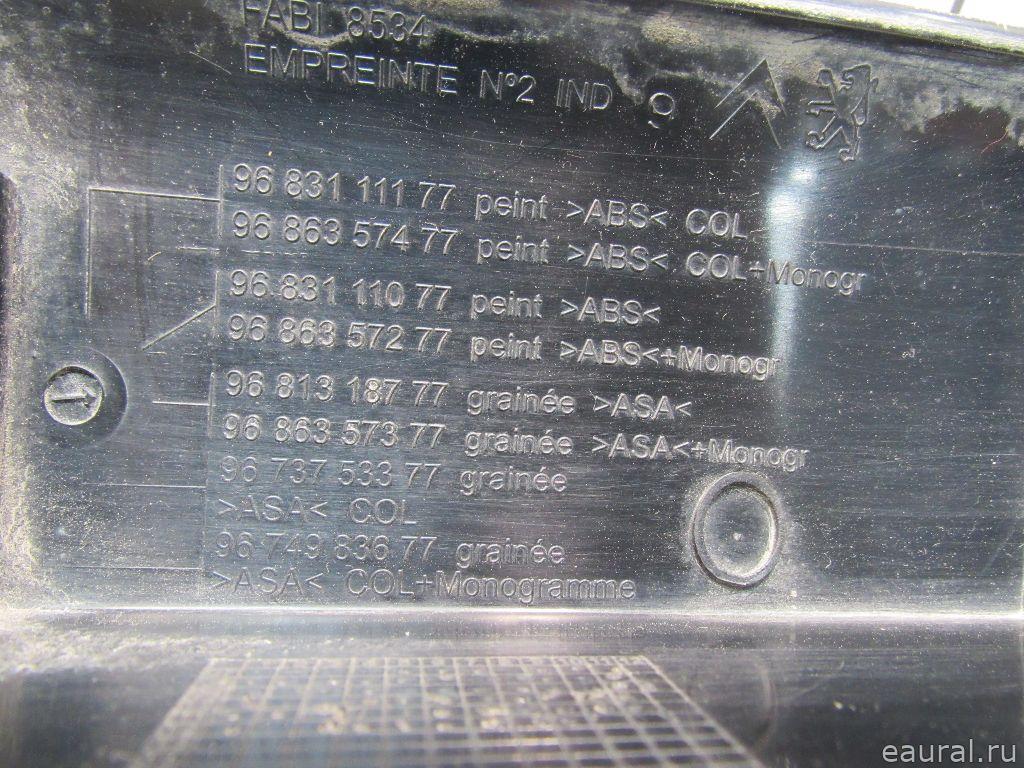 FABI 8534
EMPREINTE N°2 IND 9
96 831 111 77 peint >ABS< COL
96 863 574 77 peint >ABS< COL+Monogr
96 831 110 77 peint >ABS<
96 863 572 77 peint >ABS<+Monogr
96 813 187 77 grainée >ASA<
96 863 573 77 grainée >ASA<+Monogr
96 737 533 77 grainée
>ASA< COL
96 749 836 77 grainée
>ASA< COL+Monogramme
eaural.ru